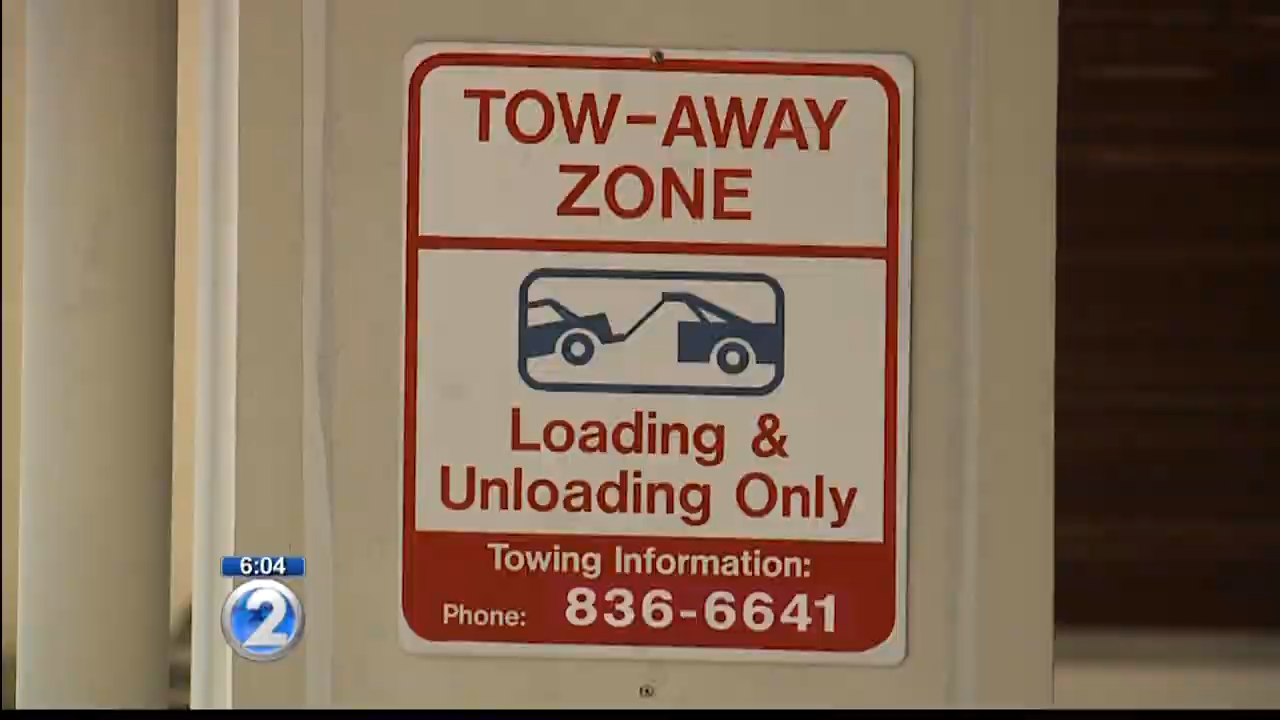 TOW-AWAY
ZONE
Loading &
Unloading Only
Towing Information:
Phone: 836-6641
6:04
2